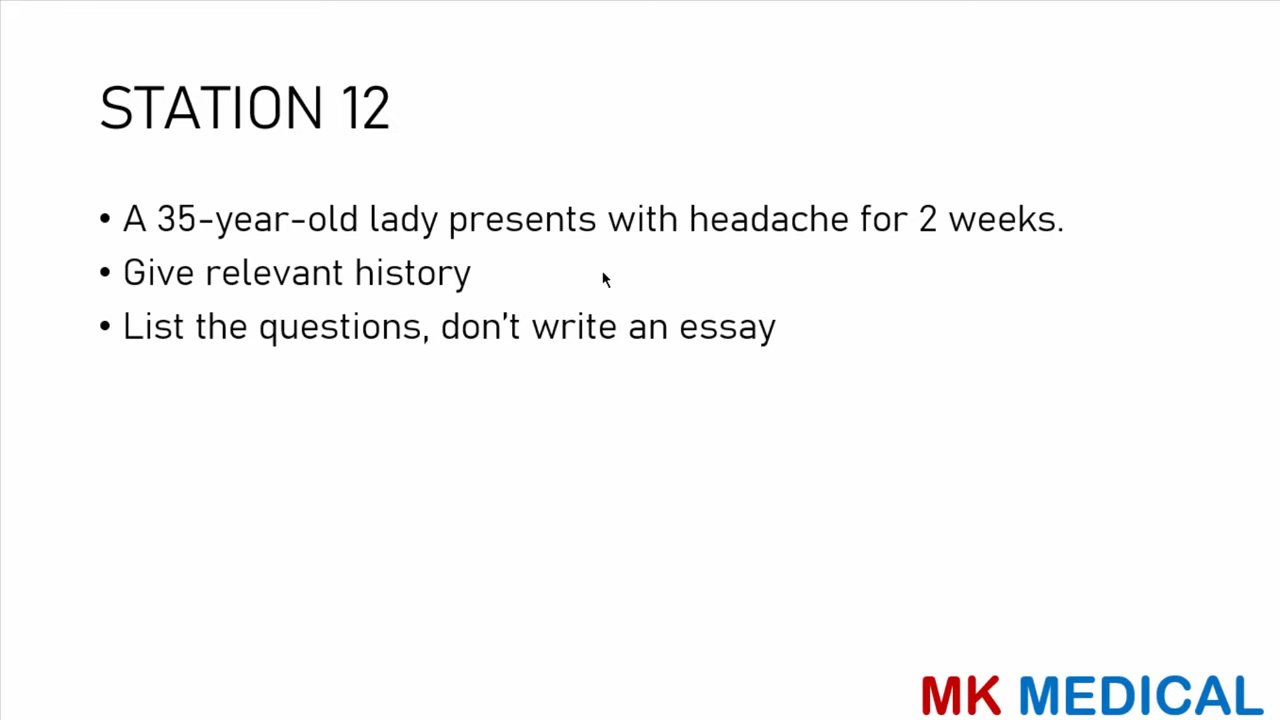 STATION 12
• A 35-year-old lady presents with headache for 2 weeks.
• Give relevant history
• List the questions, don't write an essay
MK MEDICAL